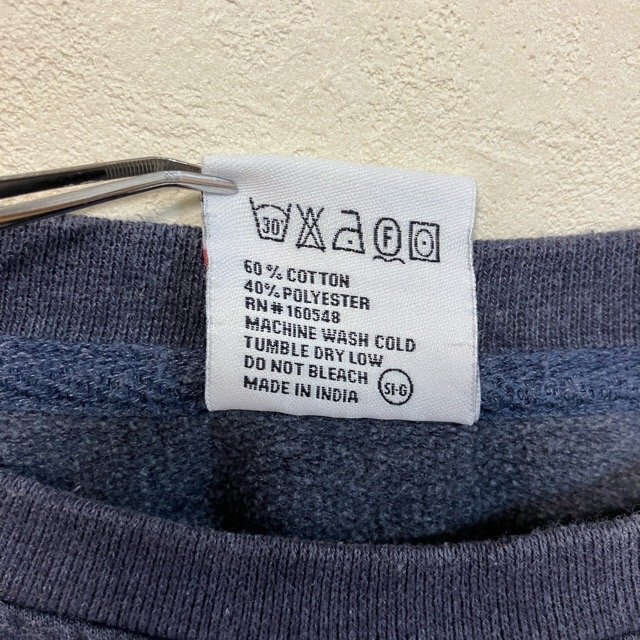 30 A F
60 % COTTON
40% POLYESTER
RN # 160548
MACHINE WASH COLD
TUMBLE DRY LOW
DO NOT BLEACH
MADE IN INDIA SI-G